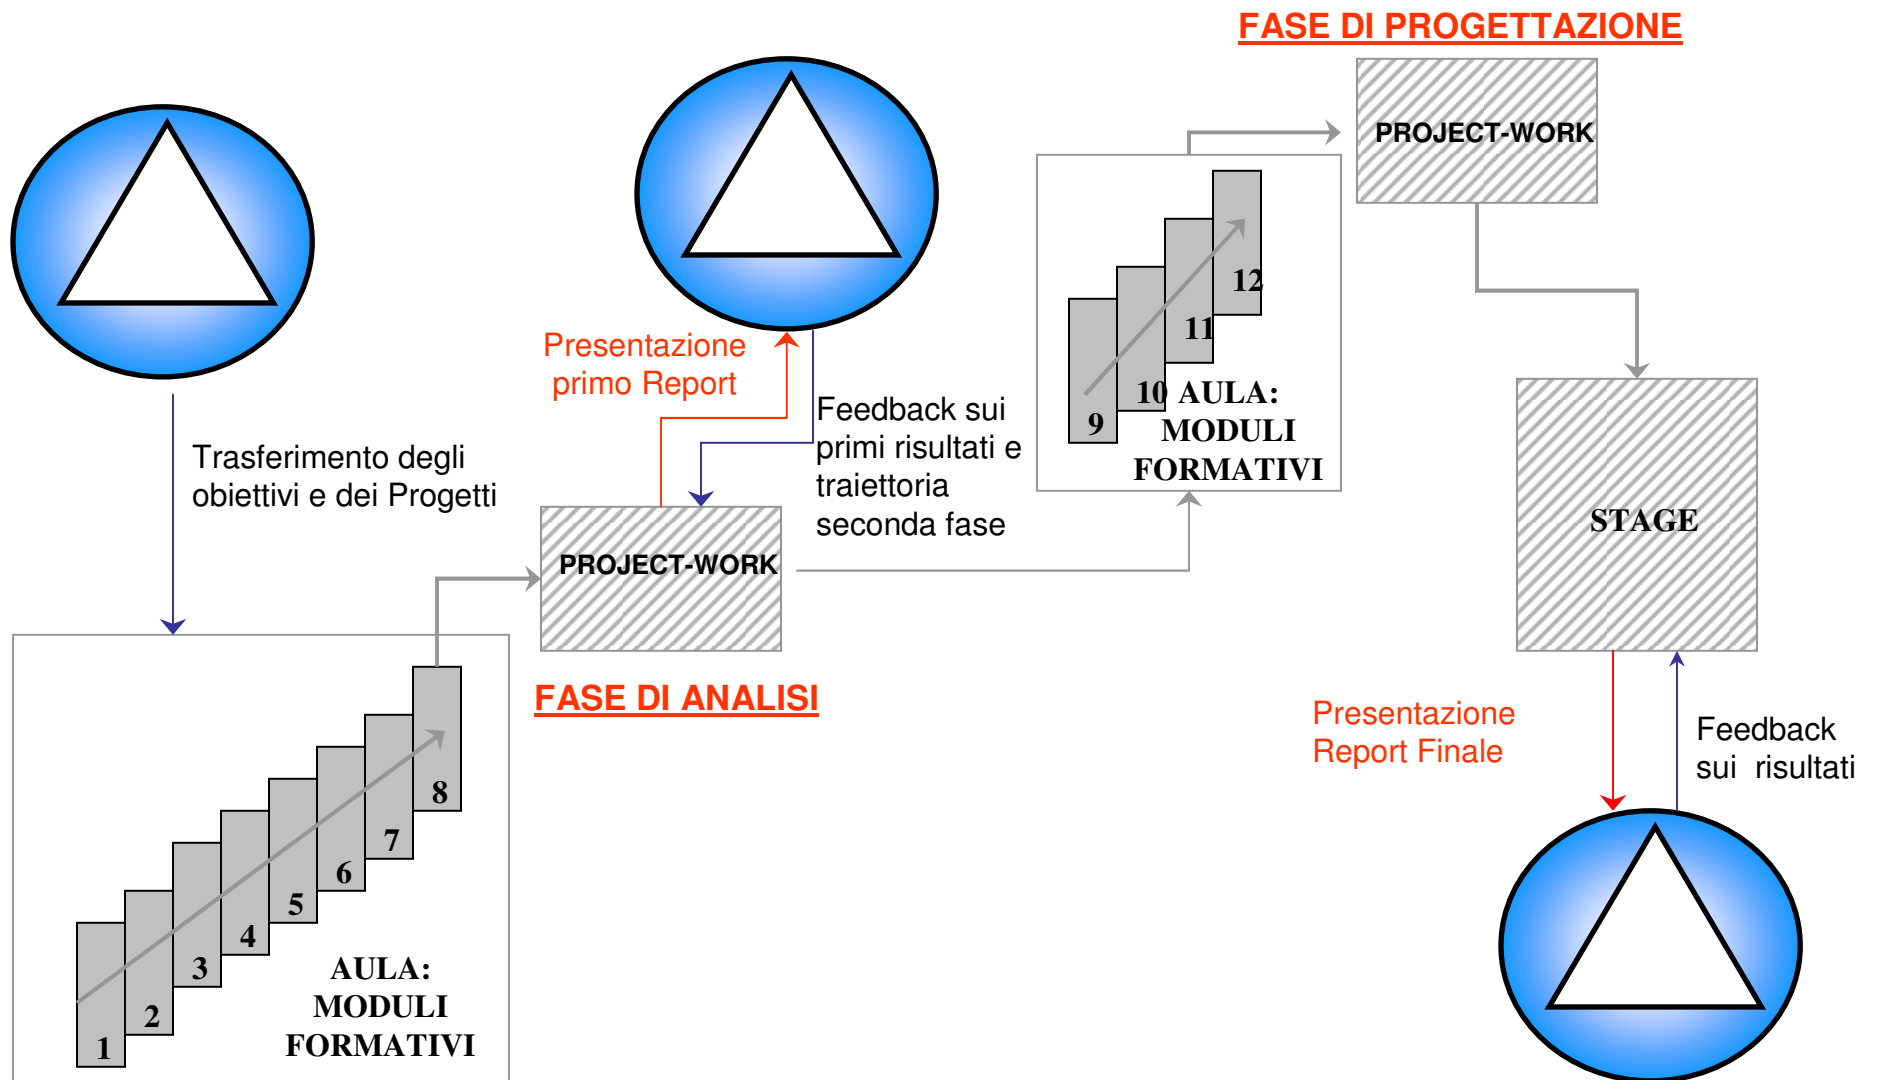 FASE DI PROGETTAZIONE
PROJECT-WORK
Presentazione
primo Report
Feedback sui
primi risultati e
traiettoria
seconda fase
Trasferimento degli
obiettivi e dei Progetti
12
11
10
9
AULA:
MODULI
FORMATIVI
PROJECT-WORK
STAGE
FASE DI ANALISI
8
7
6
5
4
3
2
1
AULA:
MODULI
FORMATIVI
Presentazione
Report Finale
Feedback
sui risultati